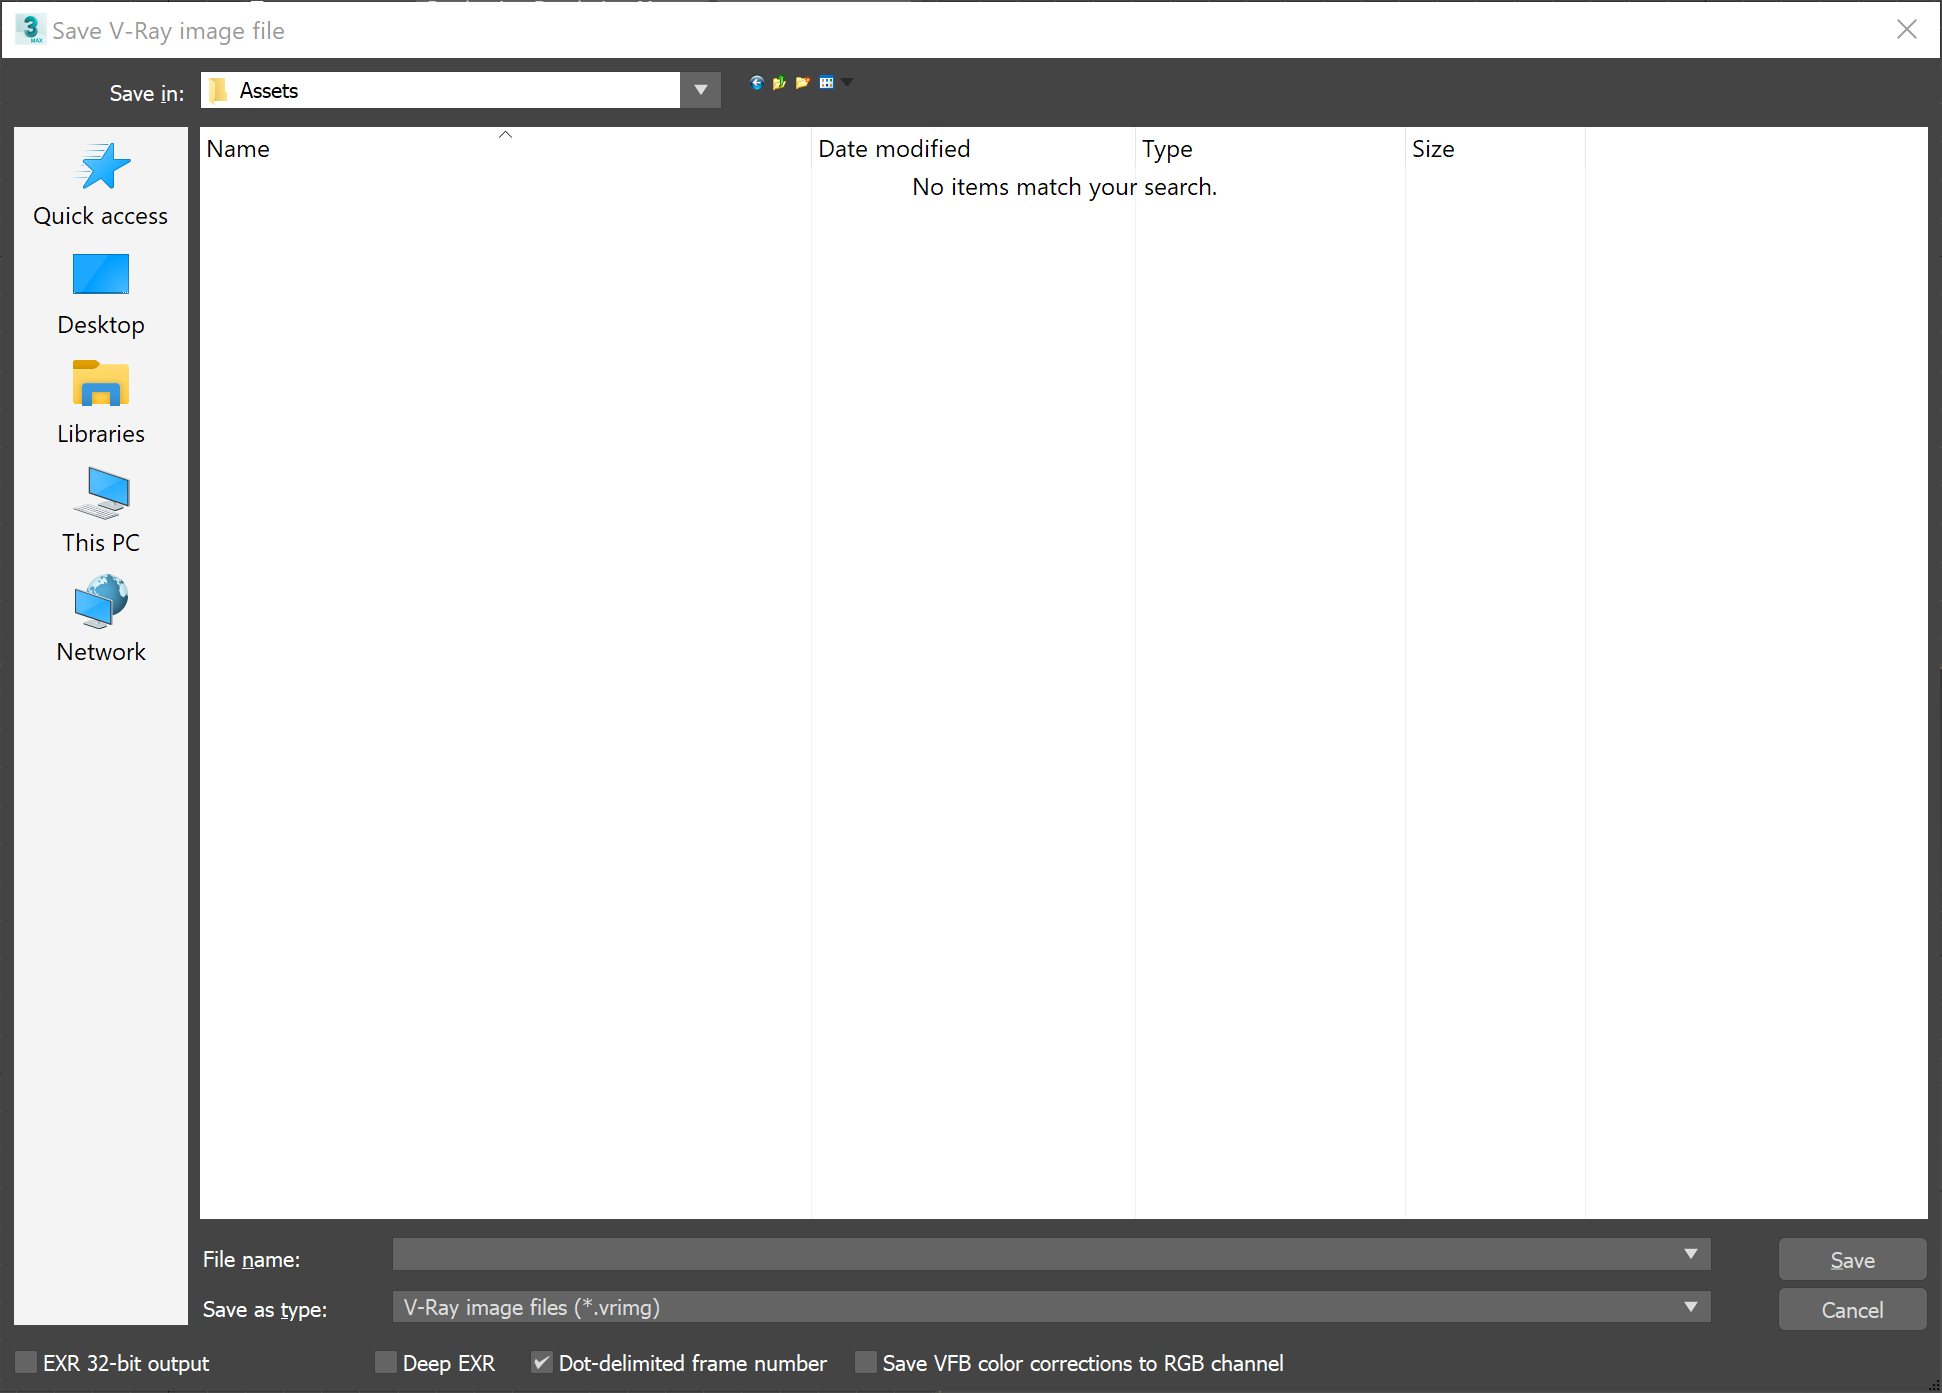 Save V-Ray image file
Save in: Assets
Name Date modified Type Size
No items match your search.
Quick access
Desktop
Libraries
This PC
Network
File name: Save
Save as type: V-Ray image files (*.vrimg) Cancel
EXR 32-bit output Deep EXR Dot-delimited frame number Save VFB color corrections to RGB channel